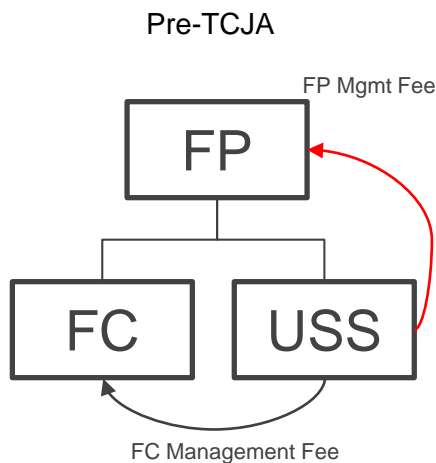 Pre-TCJA
FP Mgmt Fee
FP
FC
USS
FC Management Fee